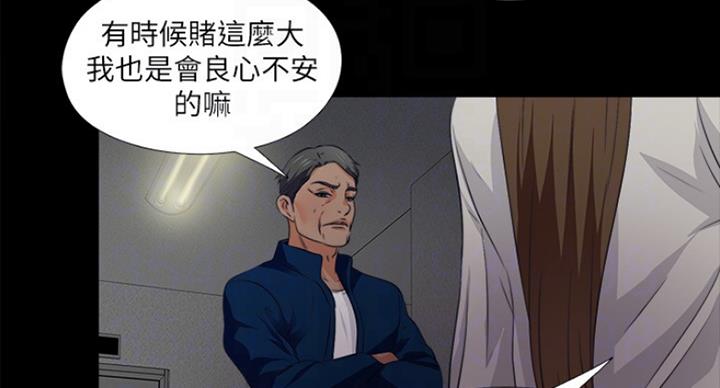 有時候賭這麼大
我也是會良心不安
的嘛